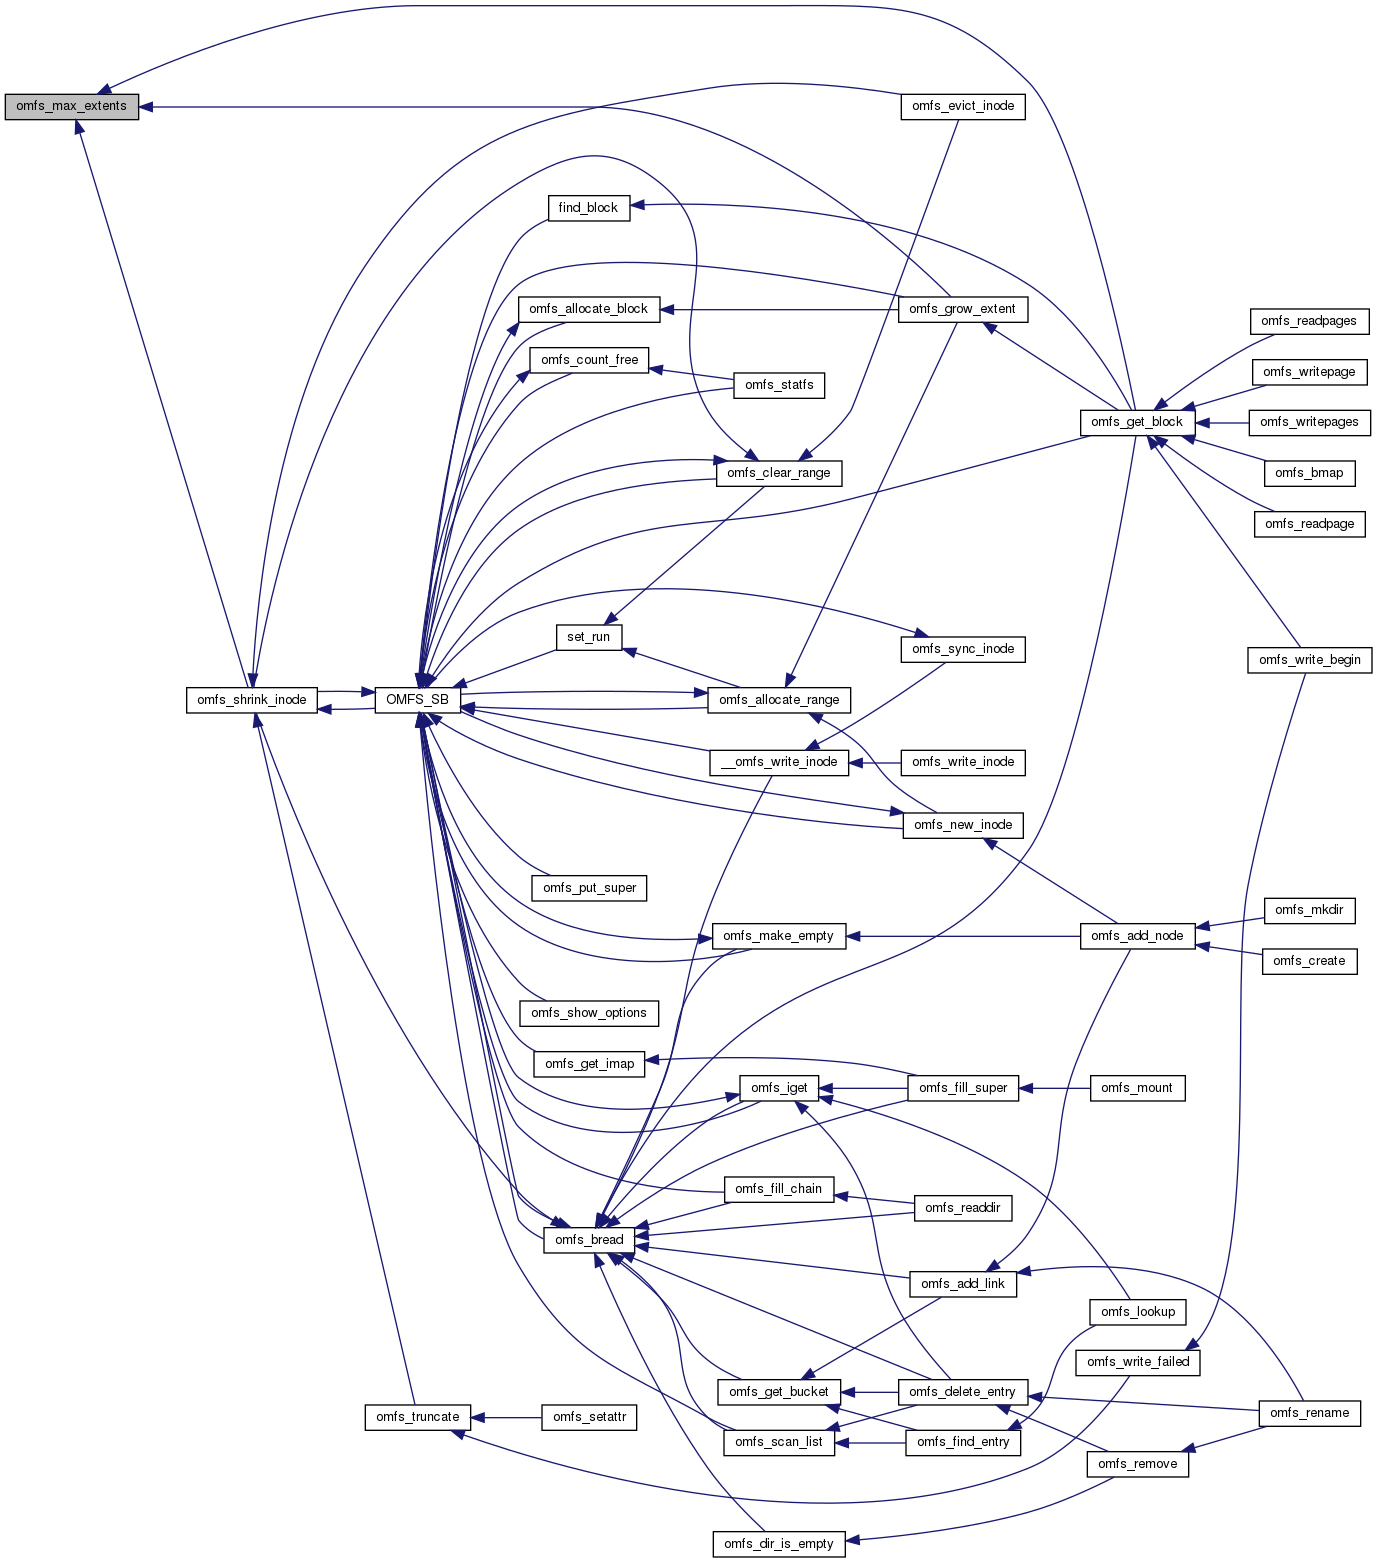 omfs_max_extents
omfs_evict_inode
find_block
omfs_allocate_block
omfs_grow_extent
omfs_readpages
omfs_count_free
omfs_writepage
omfs_statfs
omfs_get_block
omfs_writepages
omfs_clear_range
omfs_bmap
omfs_readpage
set_run
omfs_sync_inode
omfs_write_begin
omfs_shrink_inode
OMFS_SB
omfs_allocate_range
__omfs_write_inode
omfs_write_inode
omfs_new_inode
omfs_put_super
omfs_mkdir
omfs_make_empty
omfs_add_node
omfs_create
omfs_show_options
omfs_get_imap
omfs_iget
omfs_fill_super
omfs_mount
omfs_fill_chain
omfs_readdir
omfs_bread
omfs_add_link
omfs_lookup
omfs_write_failed
omfs_get_bucket
omfs_delete_entry
omfs_truncate
omfs_setattr
omfs_rename
omfs_scan_list
omfs_find_entry
omfs_remove
omfs_dir_is_empty